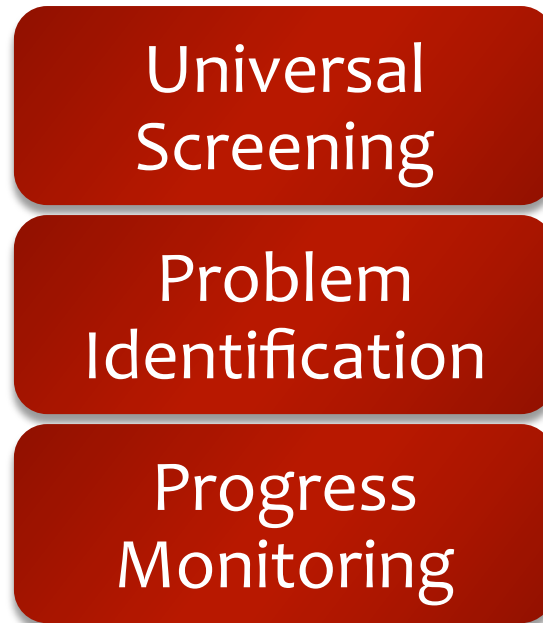 Universal
Screening
Problem
Identification
Progress
Monitoring